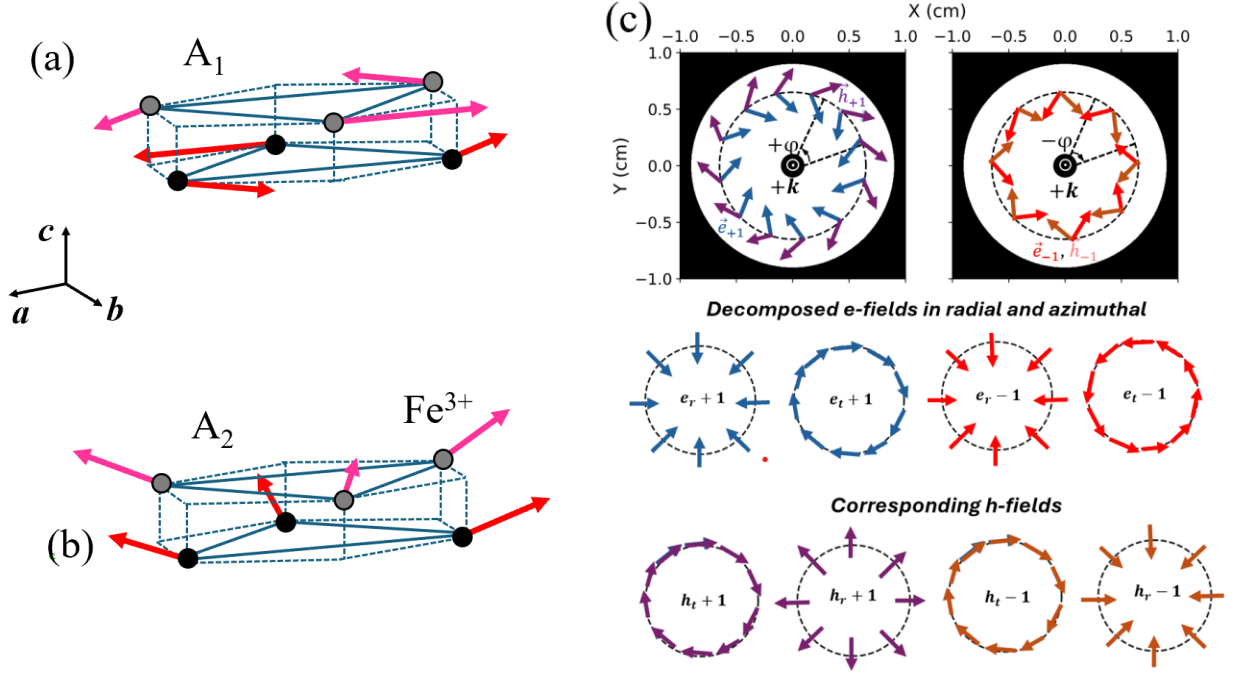 (a)
A₁
c
a
b
A₂
Fe³⁺
(b)
(c)
X (cm)
−1.0 −0.5 0.0 0.5 1.0 −1.0 −0.5 0.0 0.5 1.0
Y (cm)
1.0
0.5
0.0
−0.5
−1.0
h⃗₊₁
+φ
+k
e⃗₊₁
−φ
+k
e⃗₋₁, h⃗₋₁
Decomposed e-fields in radial and azimuthal
eᵣ + 1 eₜ + 1 eᵣ − 1 eₜ − 1
Corresponding h-fields
hₜ + 1 hᵣ + 1 hₜ − 1 hᵣ − 1